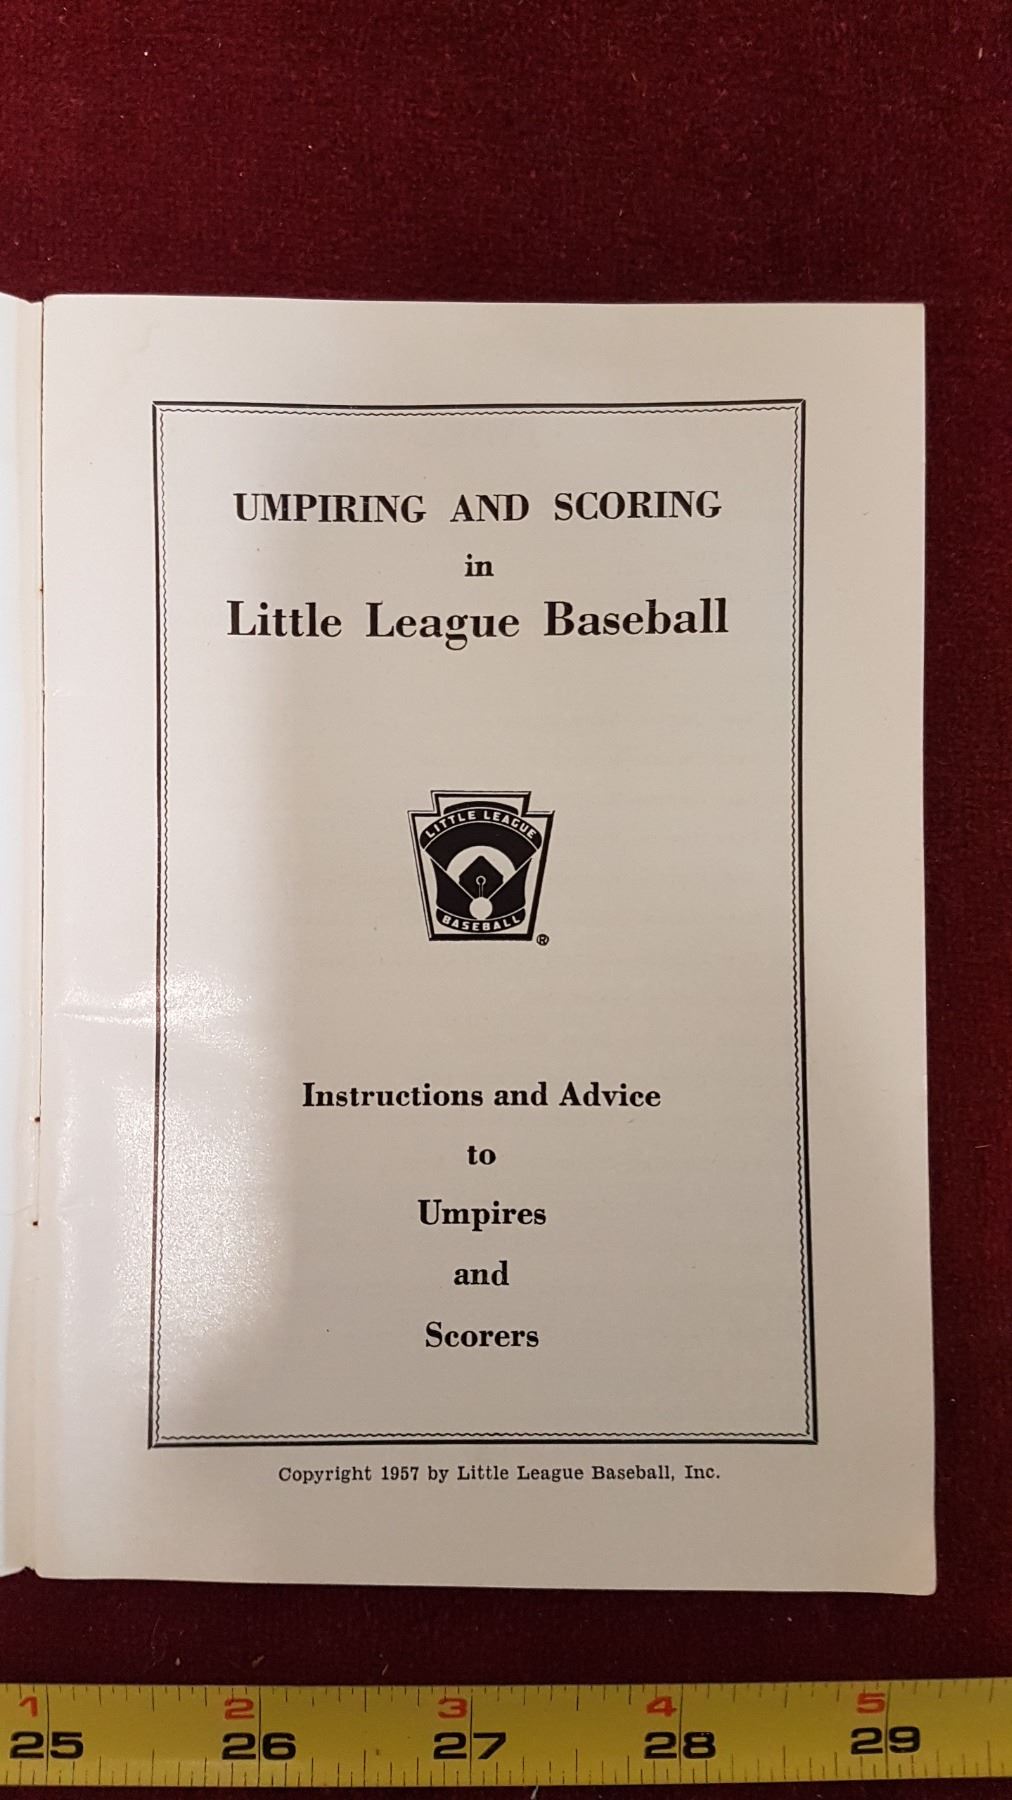 UMPIRING AND SCORING
in
Little League Baseball
LITTLE LEAGUE
BASEBALL
®
Instructions and Advice
to
Umpires
and
Scorers
Copyright 1957 by Little League Baseball, Inc.
1 2 3 4 5
25 26 27 28 29